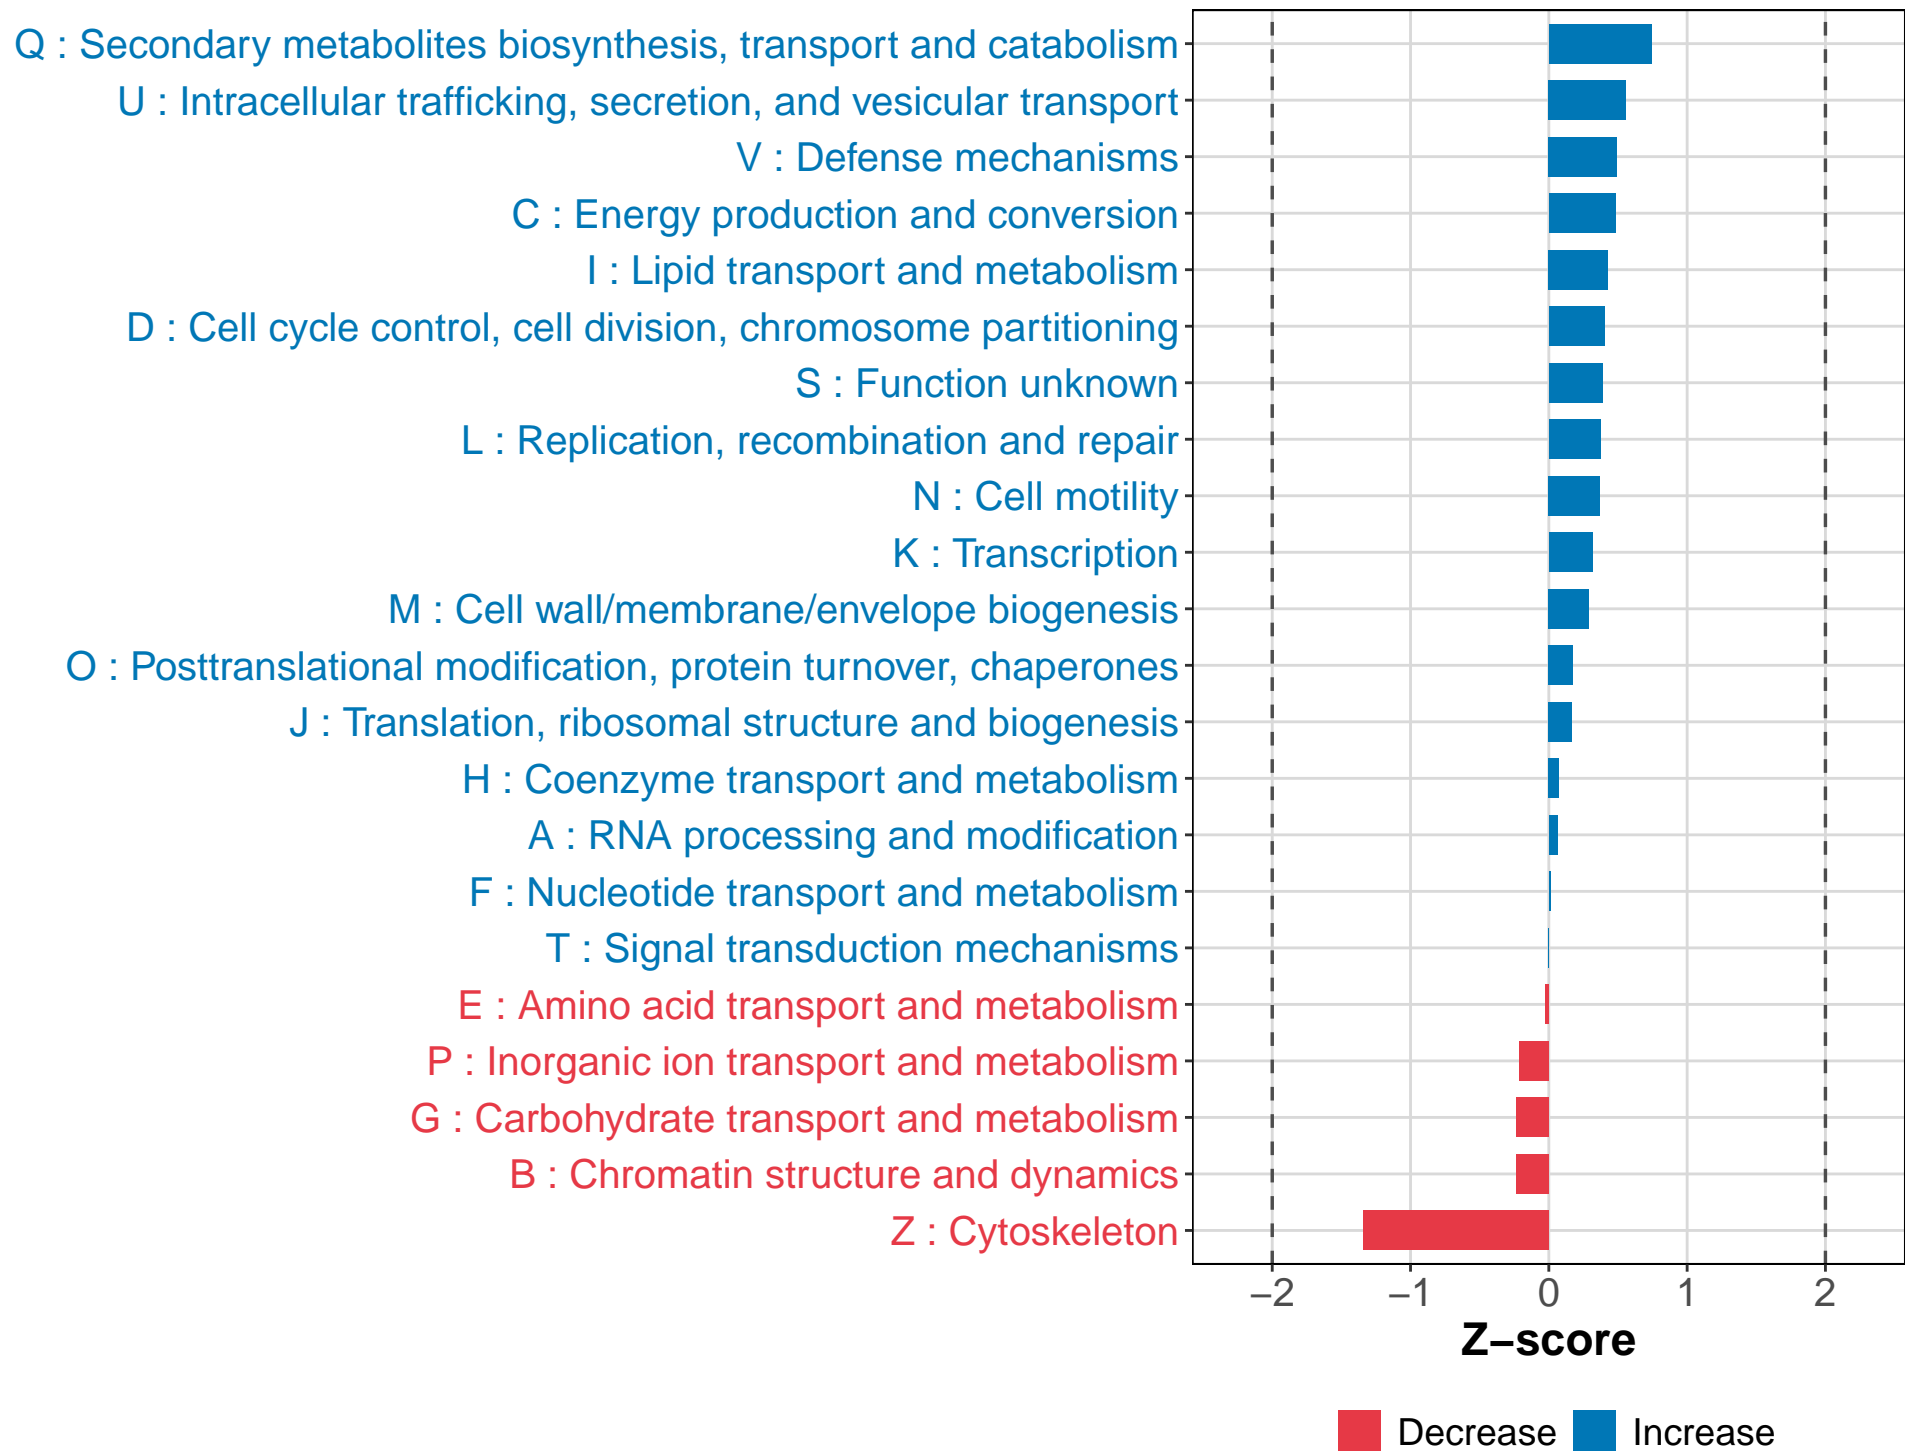 Q : Secondary metabolites biosynthesis, transport and catabolism
U : Intracellular trafficking, secretion, and vesicular transport
V : Defense mechanisms
C : Energy production and conversion
I : Lipid transport and metabolism
D : Cell cycle control, cell division, chromosome partitioning
S : Function unknown
L : Replication, recombination and repair
N : Cell motility
K : Transcription
M : Cell wall/membrane/envelope biogenesis
O : Posttranslational modification, protein turnover, chaperones
J : Translation, ribosomal structure and biogenesis
H : Coenzyme transport and metabolism
A : RNA processing and modification
F : Nucleotide transport and metabolism
T : Signal transduction mechanisms
E : Amino acid transport and metabolism
P : Inorganic ion transport and metabolism
G : Carbohydrate transport and metabolism
B : Chromatin structure and dynamics
Z : Cytoskeleton
−2 −1 0 1 2
Z−score
Decrease Increase